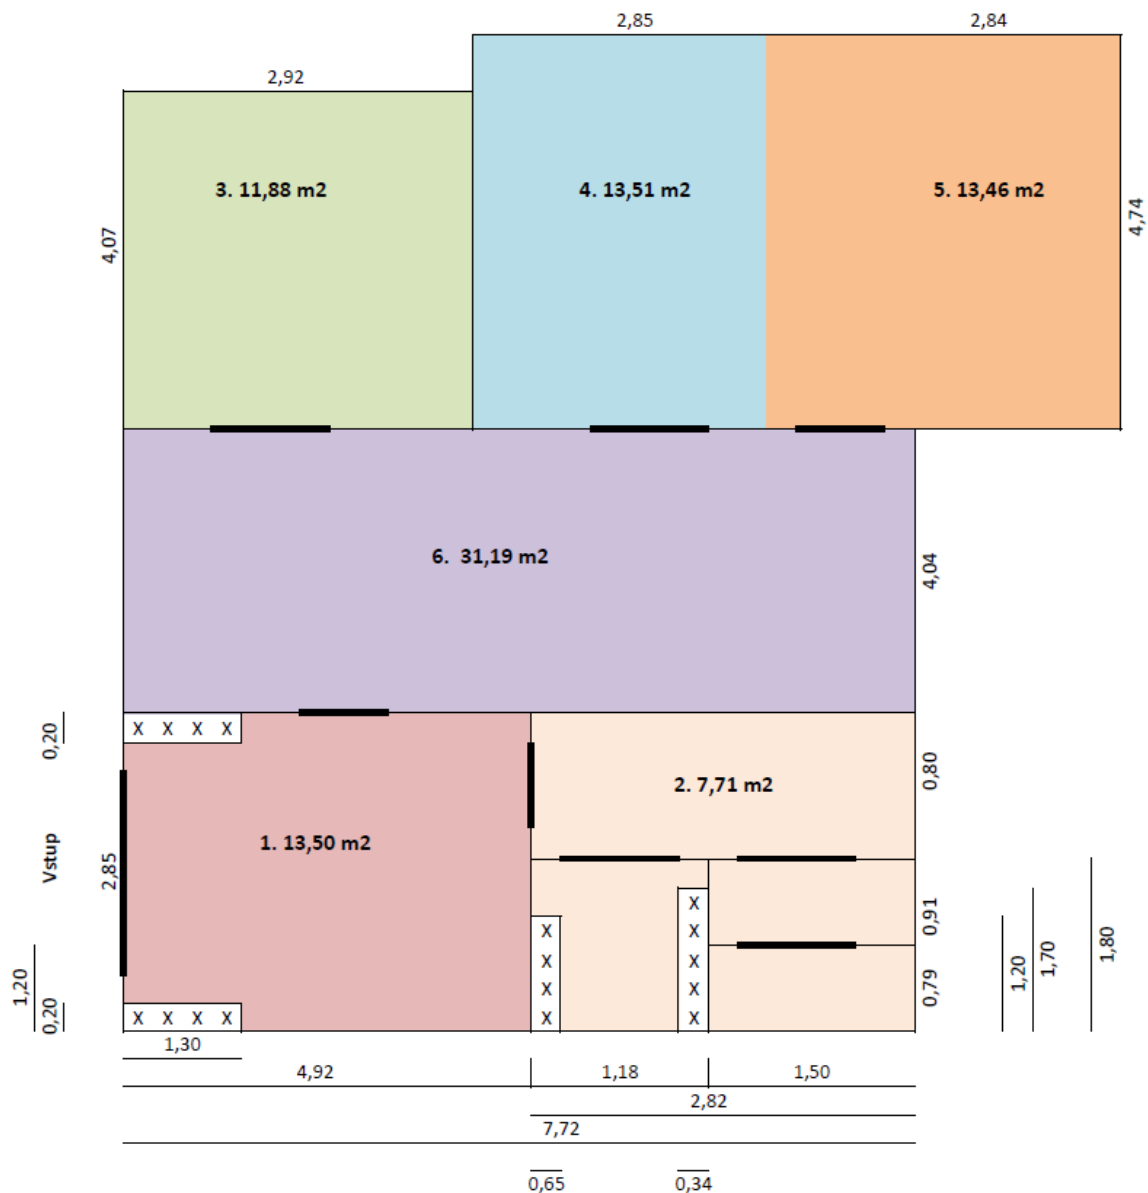 2,85
2,84
2,92
3. 11,88 m2
4. 13,51 m2
5. 13,46 m2
4,07
4,74
6. 31,19 m2
4,04
0,20
X X X X
2. 7,71 m2
0,80
Vstup
2,85
1. 13,50 m2
X
X
X
X
X
X
X
X
0,91
0,79
1,20
1,70
1,80
1,20
0,20
X X X X
1,30
4,92
1,18
1,50
2,82
7,72
0,65
0,34